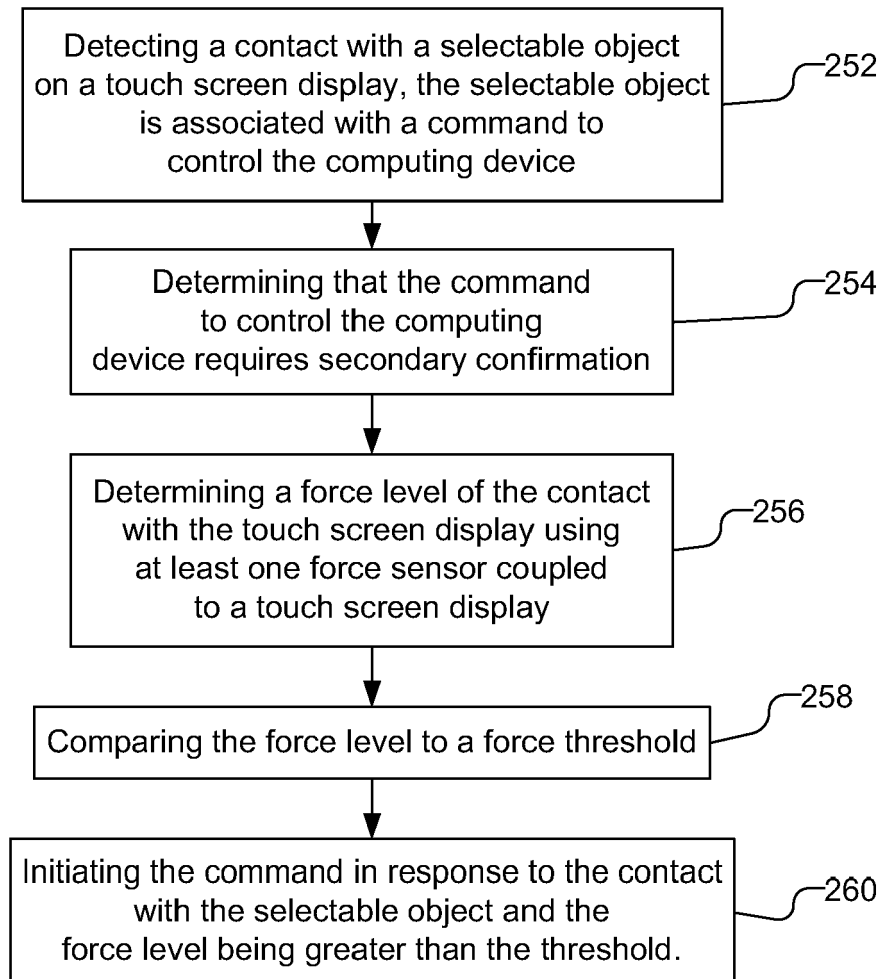 Detecting a contact with a selectable object
on a touch screen display, the selectable object
is associated with a command to
control the computing device
252
Determining that the command
to control the computing
device requires secondary confirmation
254
Determining a force level of the contact
with the touch screen display using
at least one force sensor coupled
to a touch screen display
256
Comparing the force level to a force threshold
258
Initiating the command in response to the contact
with the selectable object and the
force level being greater than the threshold.
260